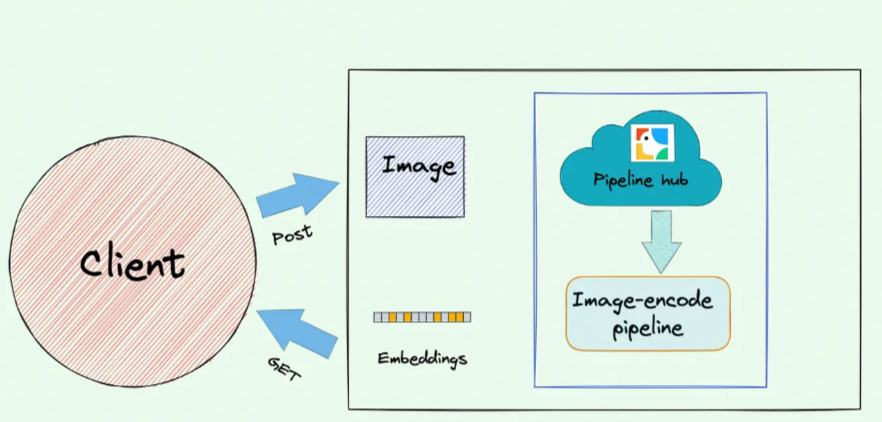 Client
Post
GET
Image
Embeddings
Pipeline hub
Image-encode
pipeline